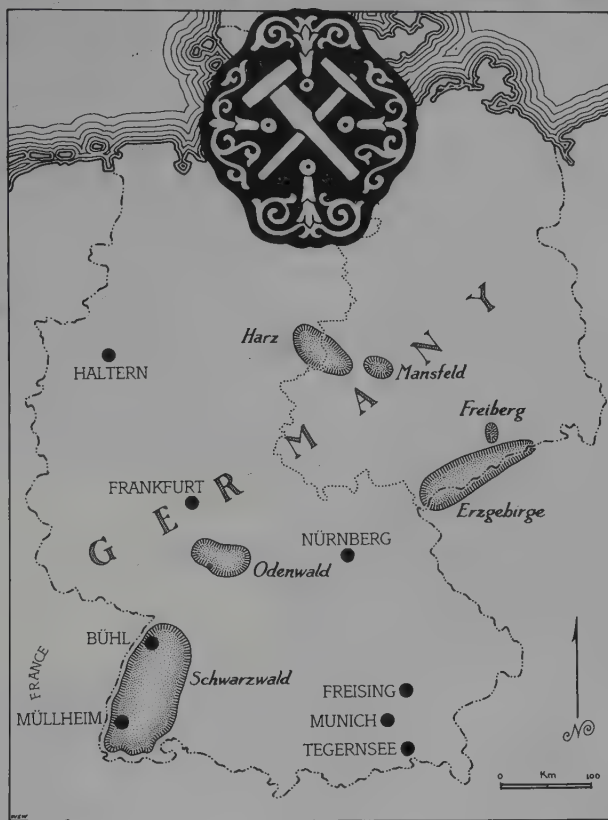 Harz
HALTERN
Mansfeld
GERMANY
Freiberg
FRANKFURT
Erzgebirge
NÜRNBERG
Odenwald
BÜHL
FRANCE
Schwarzwald
FREISING
MÜLLHEIM
MUNICH
TEGERNSEE
N
Km
0 100